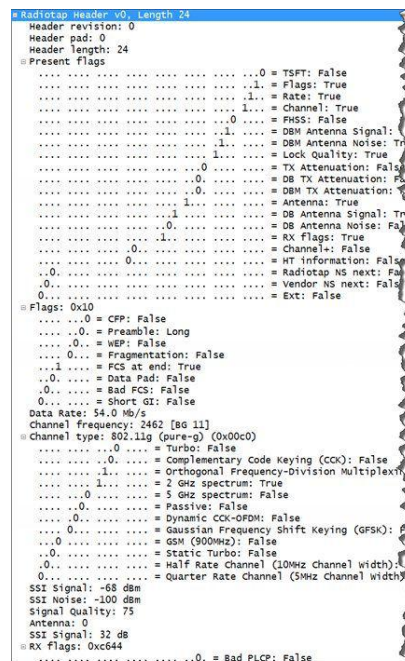 Radiotap Header v0, Length 24
Header revision: 0
Header pad: 0
Header length: 24
Present flags
.... .... .... .... .... .... .... ...0 = TSFT: False
.... .... .... .... .... .... .... ..1. = Flags: True
.... .... .... .... .... .... .... .1.. = Rate: True
.... .... .... .... .... .... .... 1... = Channel: True
.... .... .... .... .... .... ...0 .... = FHSS: False
.... .... .... .... .... .... ..1. .... = DBM Antenna Signal:
.... .... .... .... .... .... .1.. .... = DBM Antenna Noise: Tr
.... .... .... .... .... .... 1... .... = Lock Quality: True
.... .... .... .... .... ...0 .... .... = TX Attenuation: Fals
.... .... .... .... .... ..0. .... .... = DB TX Attenuation: Fa
.... .... .... .... .... .0.. .... .... = DBM TX Attenuation:
.... .... .... .... .... 1... .... .... = Antenna: True
.... .... .... .... ...1 .... .... .... = DB Antenna Signal: Tr
.... .... .... .... ..0. .... .... .... = DB Antenna Noise: Fal
.... .... .... .... .1.. .... .... .... = RX flags: True
.... .... .... .0.. .... .... .... .... = Channel+: False
.... .... .... 0... .... .... .... .... = HT information: Fals
..0. .... .... .... .... .... .... .... = Radiotap NS next: Fa
.0.. .... .... .... .... .... .... .... = Vendor NS next: Fals
0... .... .... .... .... .... .... .... = Ext: False
Flags: 0x10
.... ...0 = CFP: False
.... ..0. = Preamble: Long
.... .0.. = WEP: False
.... 0... = Fragmentation: False
...1 .... = FCS at end: True
..0. .... = Data Pad: False
.0.. .... = Bad FCS: False
0... .... = Short GI: False
Data Rate: 54.0 Mb/s
Channel frequency: 2462 [BG 11]
Channel type: 802.11g (pure-g) (0x00c0)
.... .... ...0 .... = Turbo: False
.... .... ..0. .... = Complementary Code Keying (CCK): False
.... .... .1.. .... = Orthogonal Frequency-Division Multiplexin
.... .... 1... .... = 2 GHz spectrum: True
.... ...0 .... .... = 5 GHz spectrum: False
.... ..0. .... .... = Passive: False
.... .0.. .... .... = Dynamic CCK-OFDM: False
.... 0... .... .... = Gaussian Frequency Shift Keying (GFSK): F
...0 .... .... .... = GSM (900MHz): False
..0. .... .... .... = Static Turbo: False
.0.. .... .... .... = Half Rate Channel (10MHz Channel Width):
0... .... .... .... = Quarter Rate Channel (5MHz Channel Width)
SSI Signal: -68 dBm
SSI Noise: -100 dBm
Signal Quality: 75
Antenna: 0
SSI Signal: 32 dB
RX flags: 0xc644
.... .... .... .... .... ..0. = Bad PLCP: False